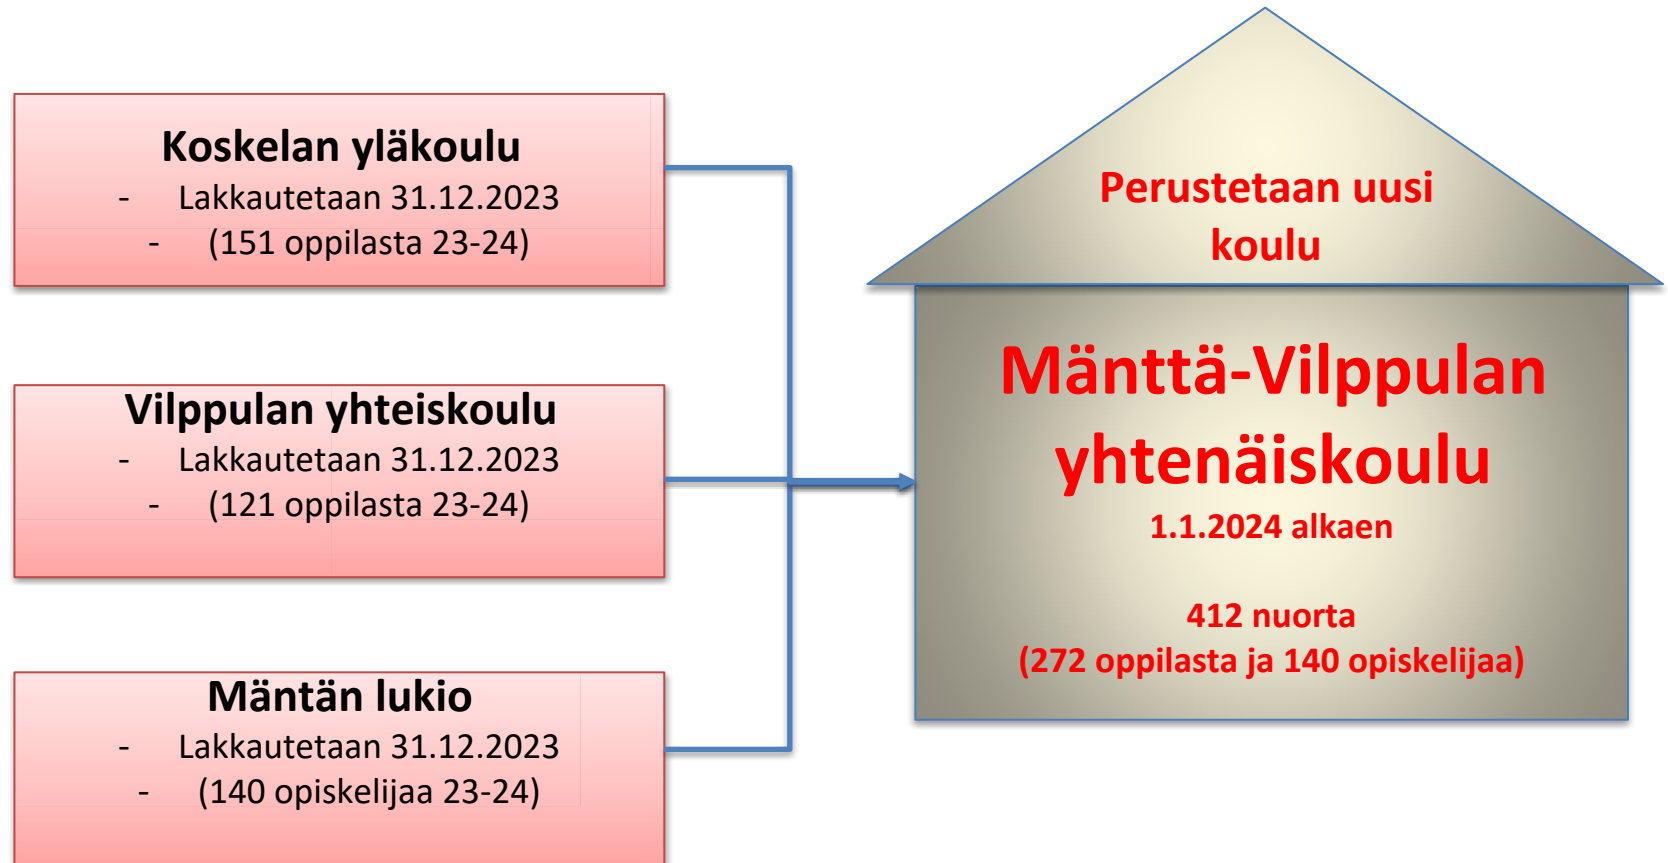 Koskelan yläkoulu
- Lakkautetaan 31.12.2023
- (151 oppilasta 23-24)
Vilppulan yhteiskoulu
- Lakkautetaan 31.12.2023
- (121 oppilasta 23-24)
Mäntän lukio
- Lakkautetaan 31.12.2023
- (140 opiskelijaa 23-24)
Perustetaan uusi
koulu
Mänttä-Vilppulan
yhtenäiskoulu
1.1.2024 alkaen
412 nuorta
(272 oppilasta ja 140 opiskelijaa)